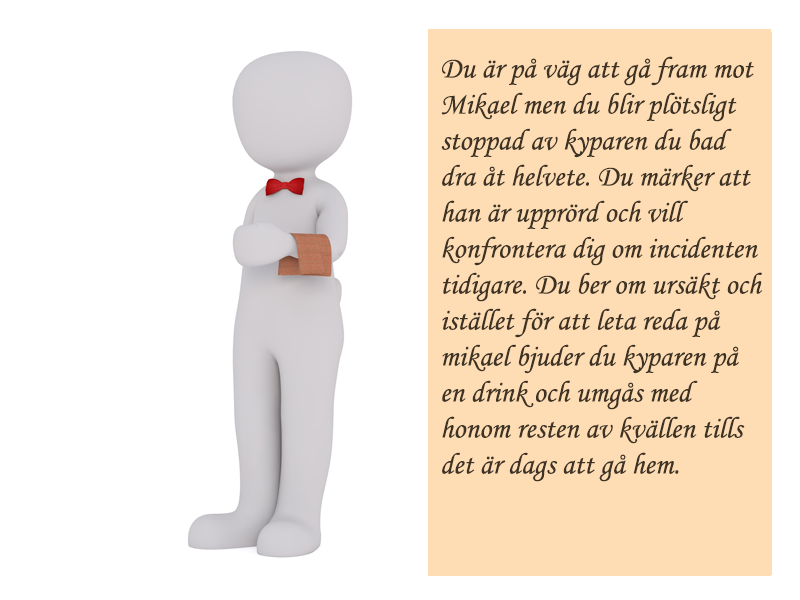 Du är på väg att gå fram mot
Mikael men du blir plötsligt
stoppad av kyparen du bad
dra åt helvete. Du märker att
han är upprörd och vill
konfrontera dig om incidenten
tidigare. Du ber om ursäkt och
istället för att leta reda på
mikael bjuder du kyparen på
en drink och umgås med
honom resten av kvällen tills
det är dags att gå hem.